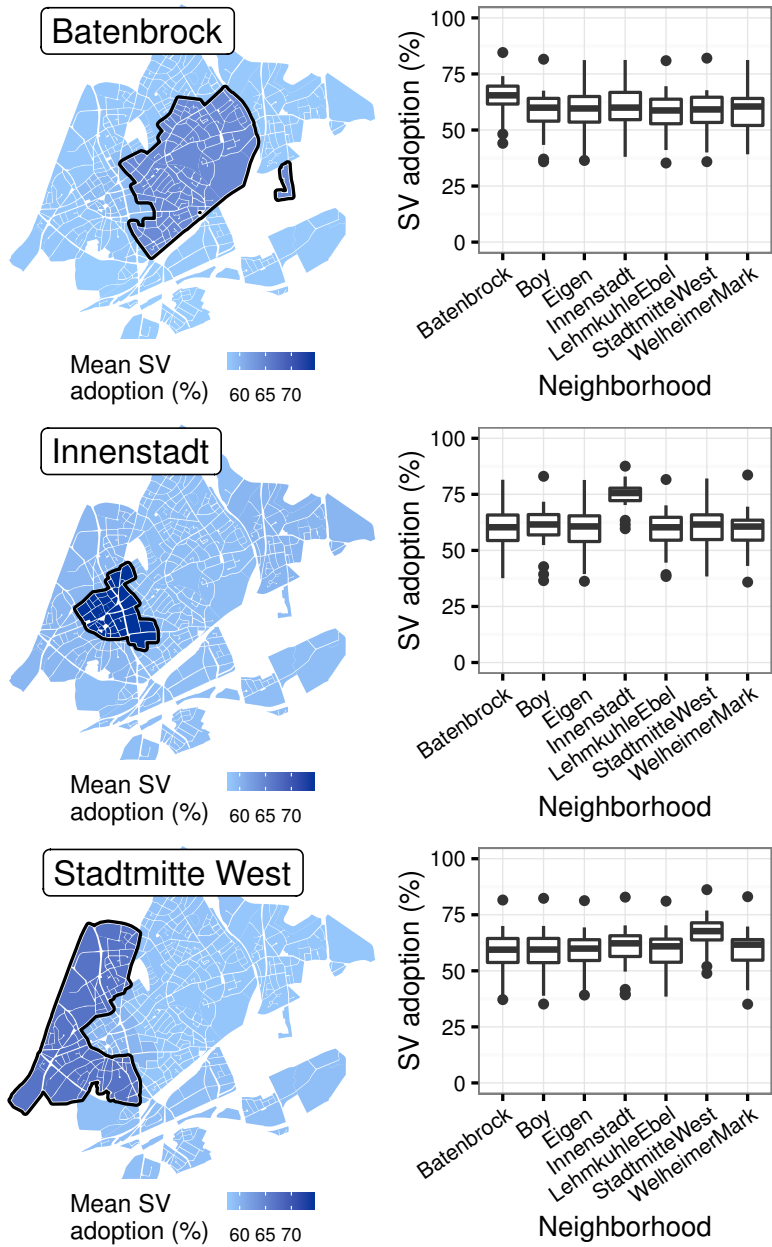 Batenbrock
Mean SV
adoption (%)
60 65 70
SV adoption (%)
100
75
50
25
0
Batenbrock
Boy
Eigen
Innenstadt
LehmkuhleEbel
StadtmitteWest
WelheimerMark
Neighborhood
Innenstadt
Mean SV
adoption (%)
60 65 70
SV adoption (%)
100
75
50
25
0
Batenbrock
Boy
Eigen
Innenstadt
LehmkuhleEbel
StadtmitteWest
WelheimerMark
Neighborhood
Stadtmitte West
Mean SV
adoption (%)
60 65 70
SV adoption (%)
100
75
50
25
0
Batenbrock
Boy
Eigen
Innenstadt
LehmkuhleEbel
StadtmitteWest
WelheimerMark
Neighborhood